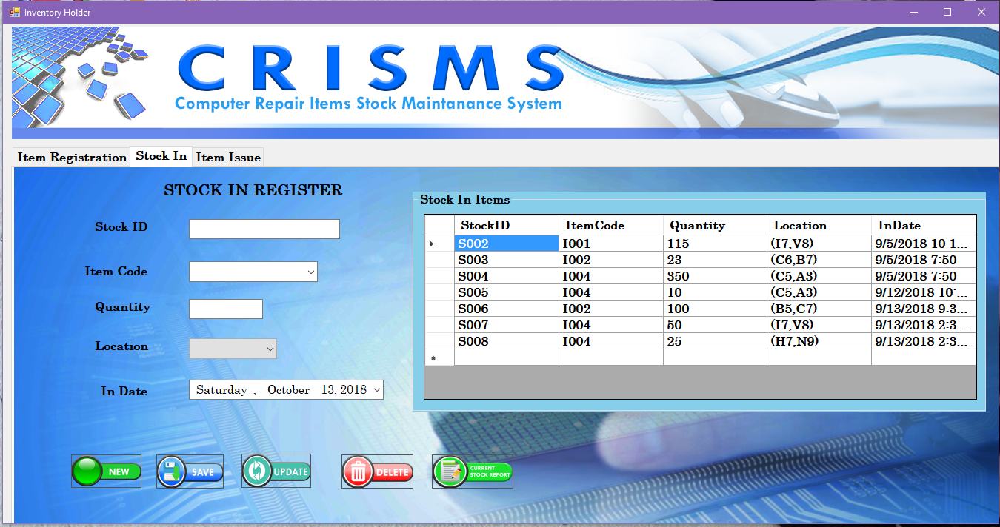 Inventory Holder
CRISMS
Computer Repair Items Stock Maintanance System
Item Registration Stock In Item Issue
STOCK IN REGISTER
Stock ID
Item Code
Quantity
Location
In Date
Saturday , October 13, 2018
Stock In Items
StockID ItemCode Quantity Location InDate
S002 I001 115 (I7,V8) 9/5/2018 10:1...
S003 I002 23 (C6,B7) 9/5/2018 7:50
S004 I004 350 (C5,A3) 9/5/2018 7:50
S005 I004 10 (C5,A3) 9/12/2018 10:...
S006 I002 100 (B5,C7) 9/13/2018 9:3...
S007 I004 50 (I7,V8) 9/13/2018 2:3...
S008 I004 25 (H7,N9) 9/13/2018 2:3...
NEW
SAVE
UPDATE
DELETE
CURRENT
STOCK REPORT